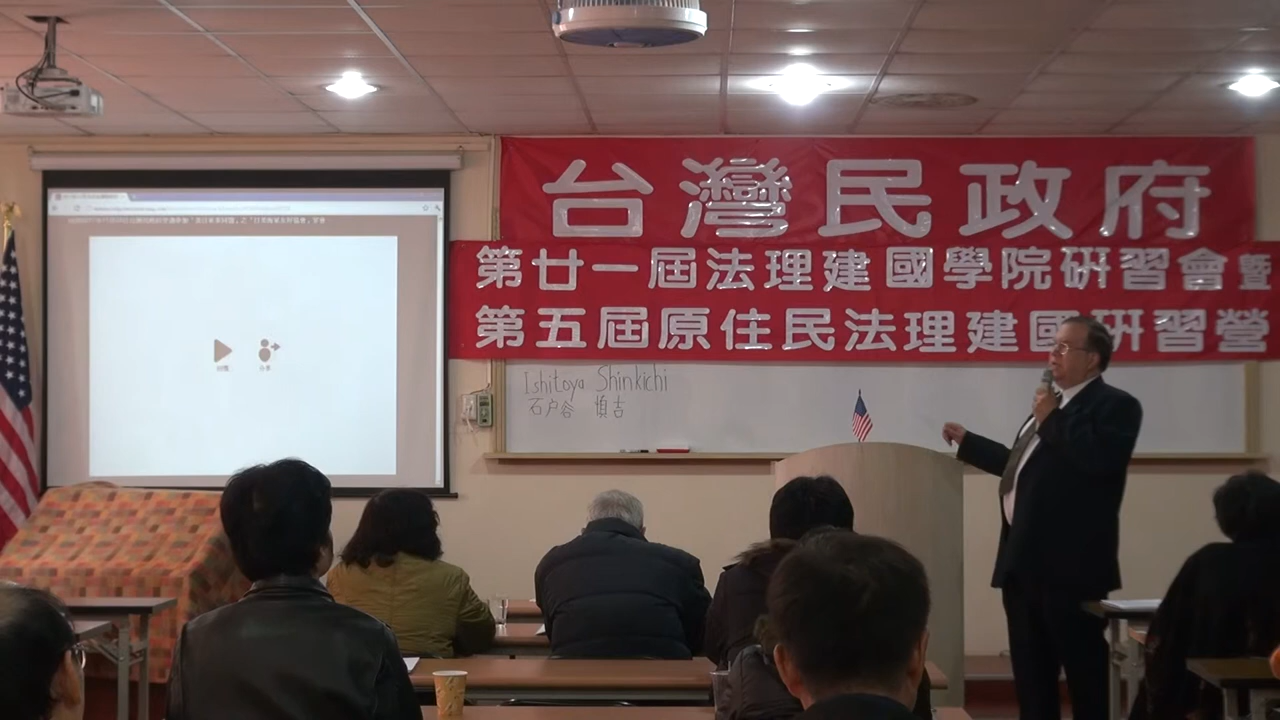 台灣民政府
第廿一屆法理建國學院研習會暨
第五屆原住民法理建國研習營
Ishitoya Shinkichi
石戸谷 慎吉